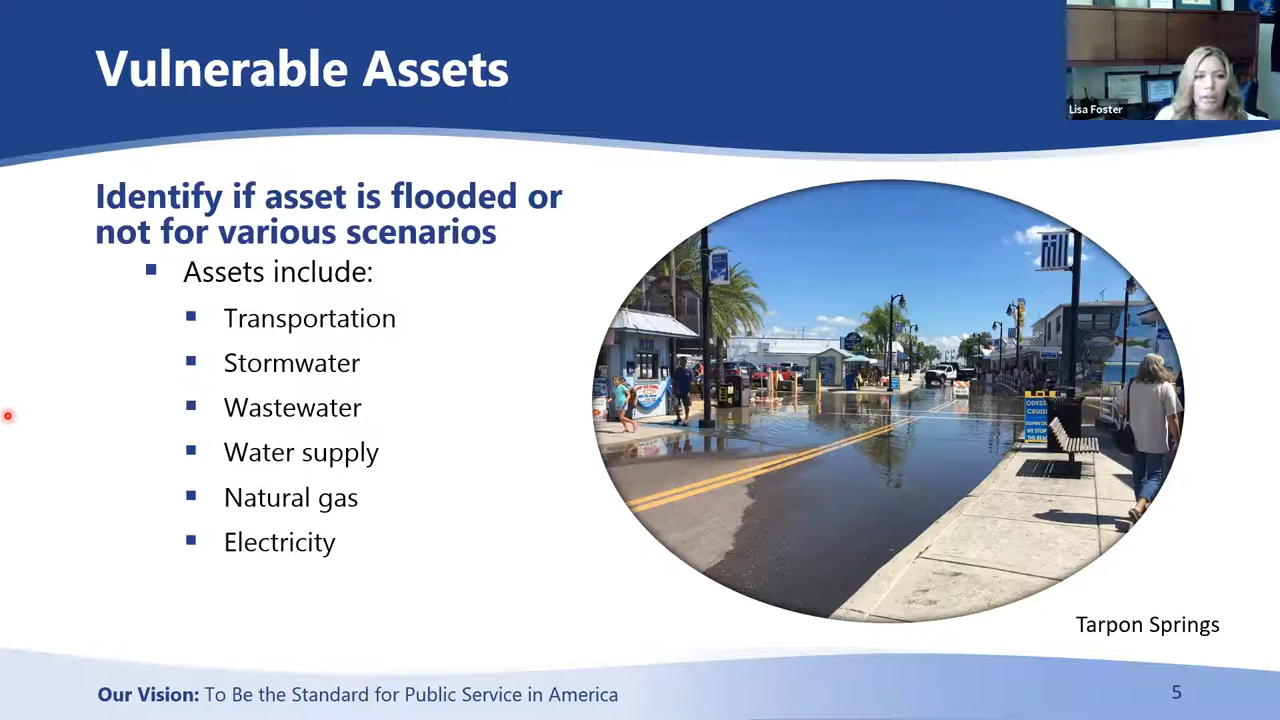 Vulnerable Assets
Lisa Foster
Identify if asset is flooded or
not for various scenarios
Assets include:
Transportation
Stormwater
Wastewater
Water supply
Natural gas
Electricity
ODYSSEY
CRUISE
Tarpon Springs
Our Vision: To Be the Standard for Public Service in America
5